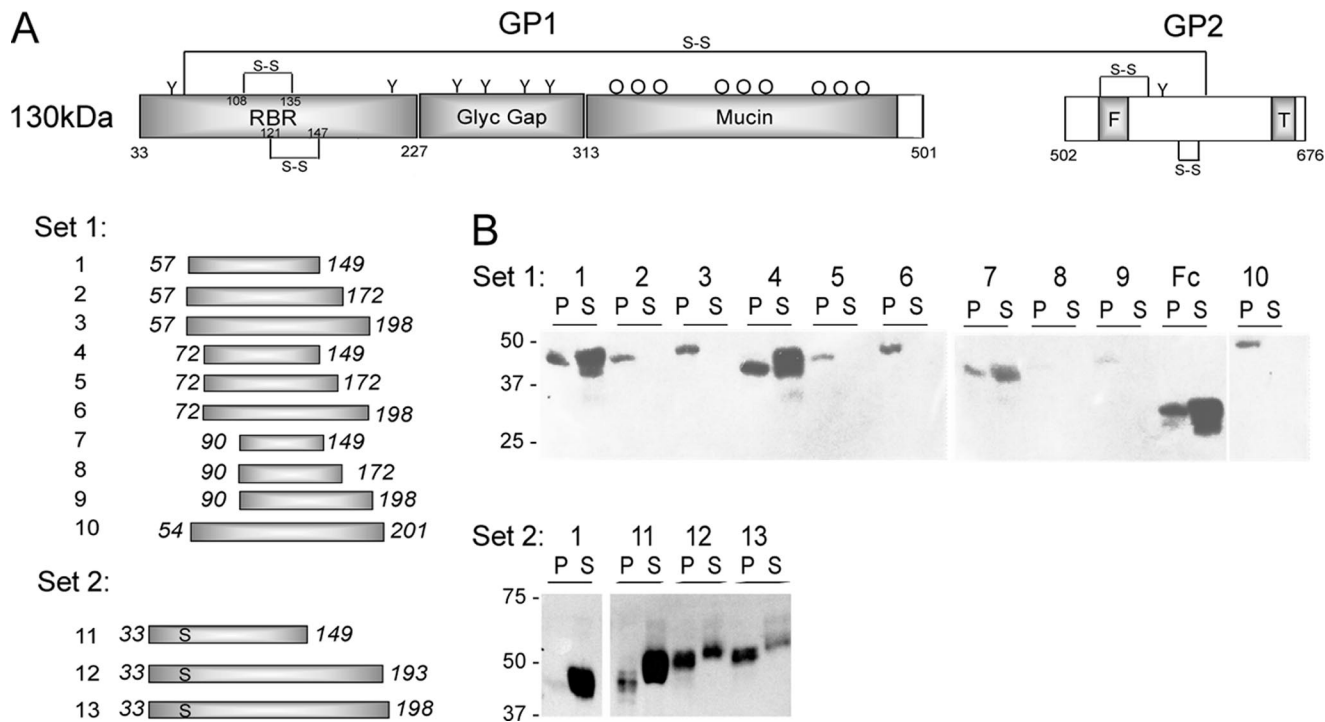 A
GP1
GP2
S-S
S-S
S-S
Y
Y
Y Y Y Y
OOO OOO OOO
Y
108 135
130kDa
RBR
Glyc Gap
Mucin
F
T
121 147
33
227
313
501
502
676
S-S
S-S
Set 1:
1 57 149
2 57 172
3 57 198
4 72 149
5 72 172
6 72 198
7 90 149
8 90 172
9 90 198
10 54 201
Set 2:
11 33 S 149
12 33 S 193
13 33 S 198
B
Set 1: 1 2 3 4 5 6 7 8 9 Fc 10
P S P S P S P S P S P S P S P S P S P S P S
50 -
37 -
25 -
Set 2: 1 11 12 13
P S P S P S P S
75 -
50 -
37 -